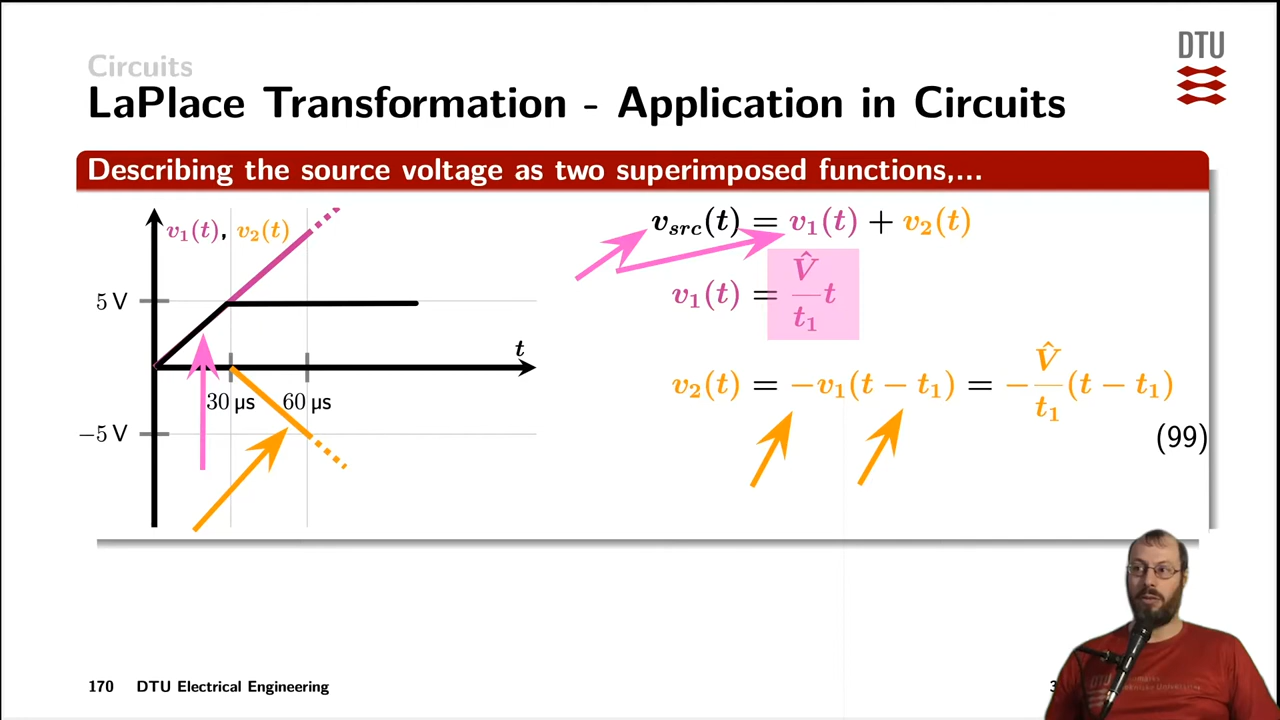 Circuits
DTU
LaPlace Transformation - Application in Circuits
Describing the source voltage as two superimposed functions,...
v₁(t), v₂(t)
5 V
t
30 µs 60 µs
−5 V
v_src(t) = v₁(t) + v₂(t)
v₁(t) = V̂/t₁ t
v₂(t) = −v₁(t − t₁) = −V̂/t₁ (t − t₁)
(99)
170 DTU Electrical Engineering
DTU